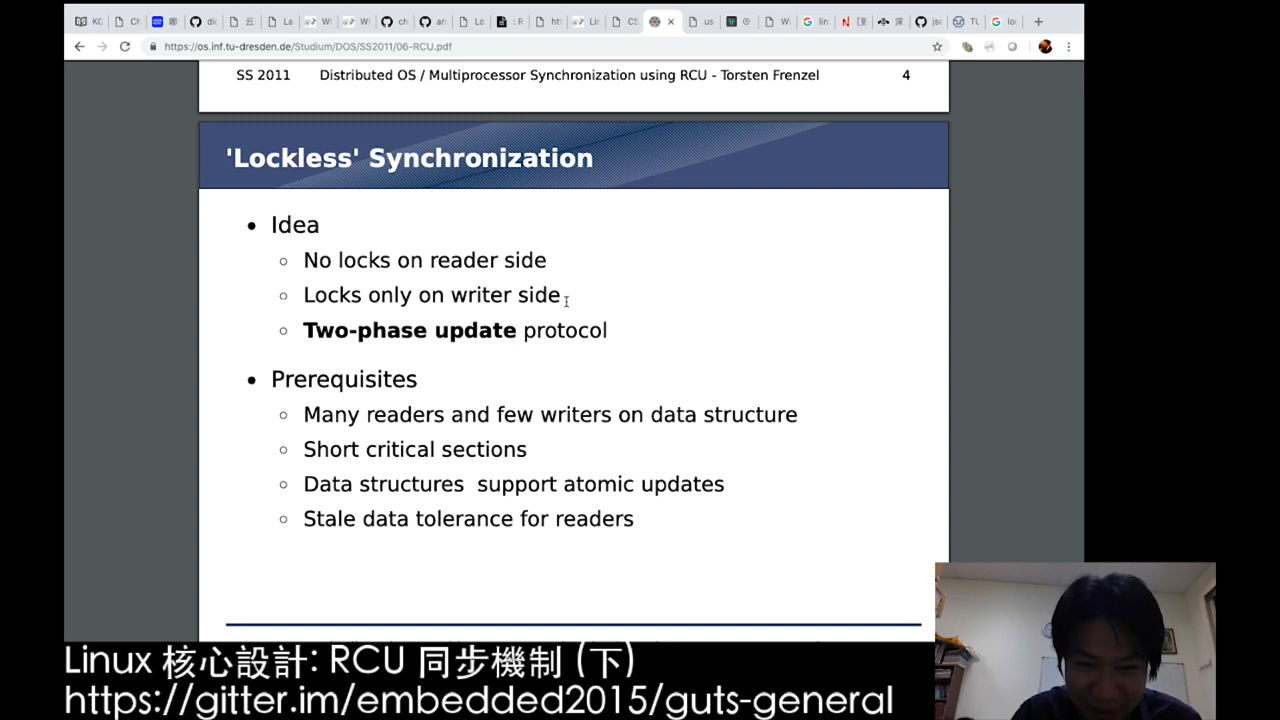 https://os.inf.tu-dresden.de/Studium/DOS/SS2011/06-RCU.pdf
SS 2011 Distributed OS / Multiprocessor Synchronization using RCU - Torsten Frenzel 4
'Lockless' Synchronization
• Idea
○ No locks on reader side
○ Locks only on writer side
○ Two-phase update protocol
• Prerequisites
○ Many readers and few writers on data structure
○ Short critical sections
○ Data structures support atomic updates
○ Stale data tolerance for readers
Linux 核心設計: RCU 同步機制 (下)
https://gitter.im/embedded2015/guts-general